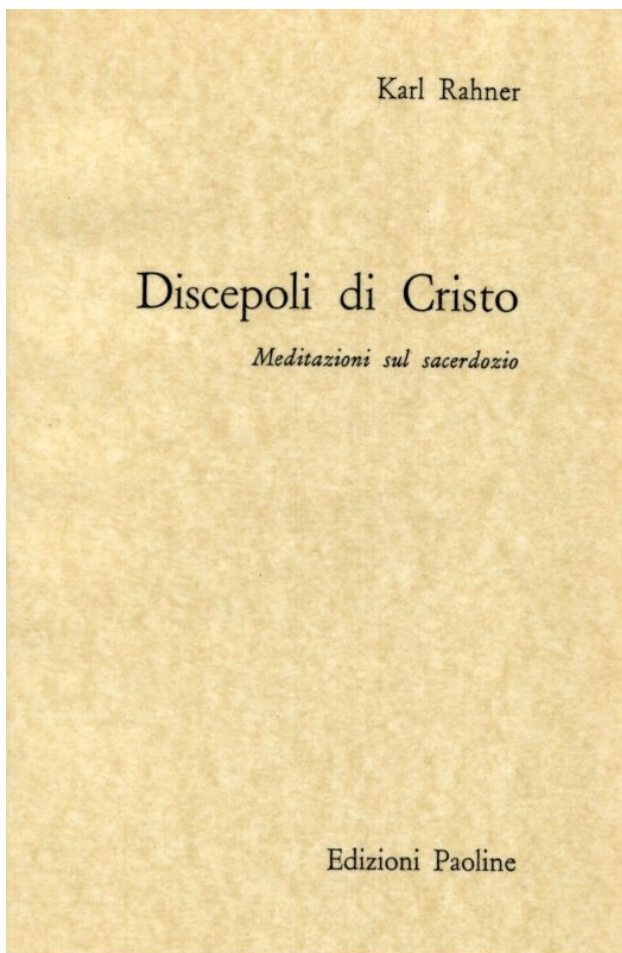 Karl Rahner
Discepoli di Cristo
Meditazioni sul sacerdozio
Edizioni Paoline